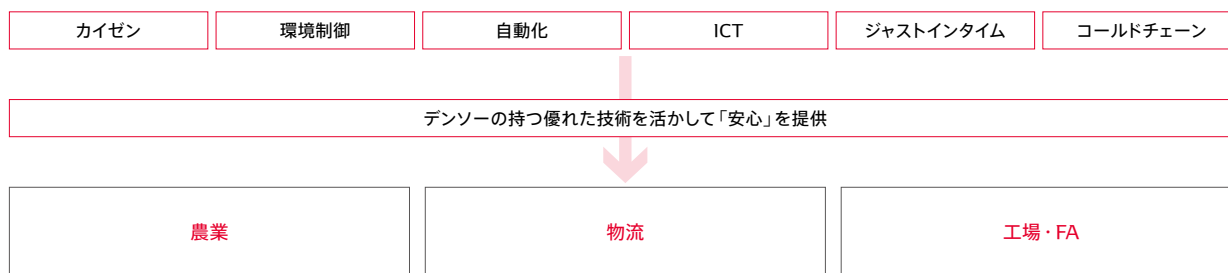 カイゼン
環境制御
自動化
ICT
ジャストインタイム
コールドチェーン
デンソーの持つ優れた技術を活かして「安心」を提供
農業
物流
工場・FA